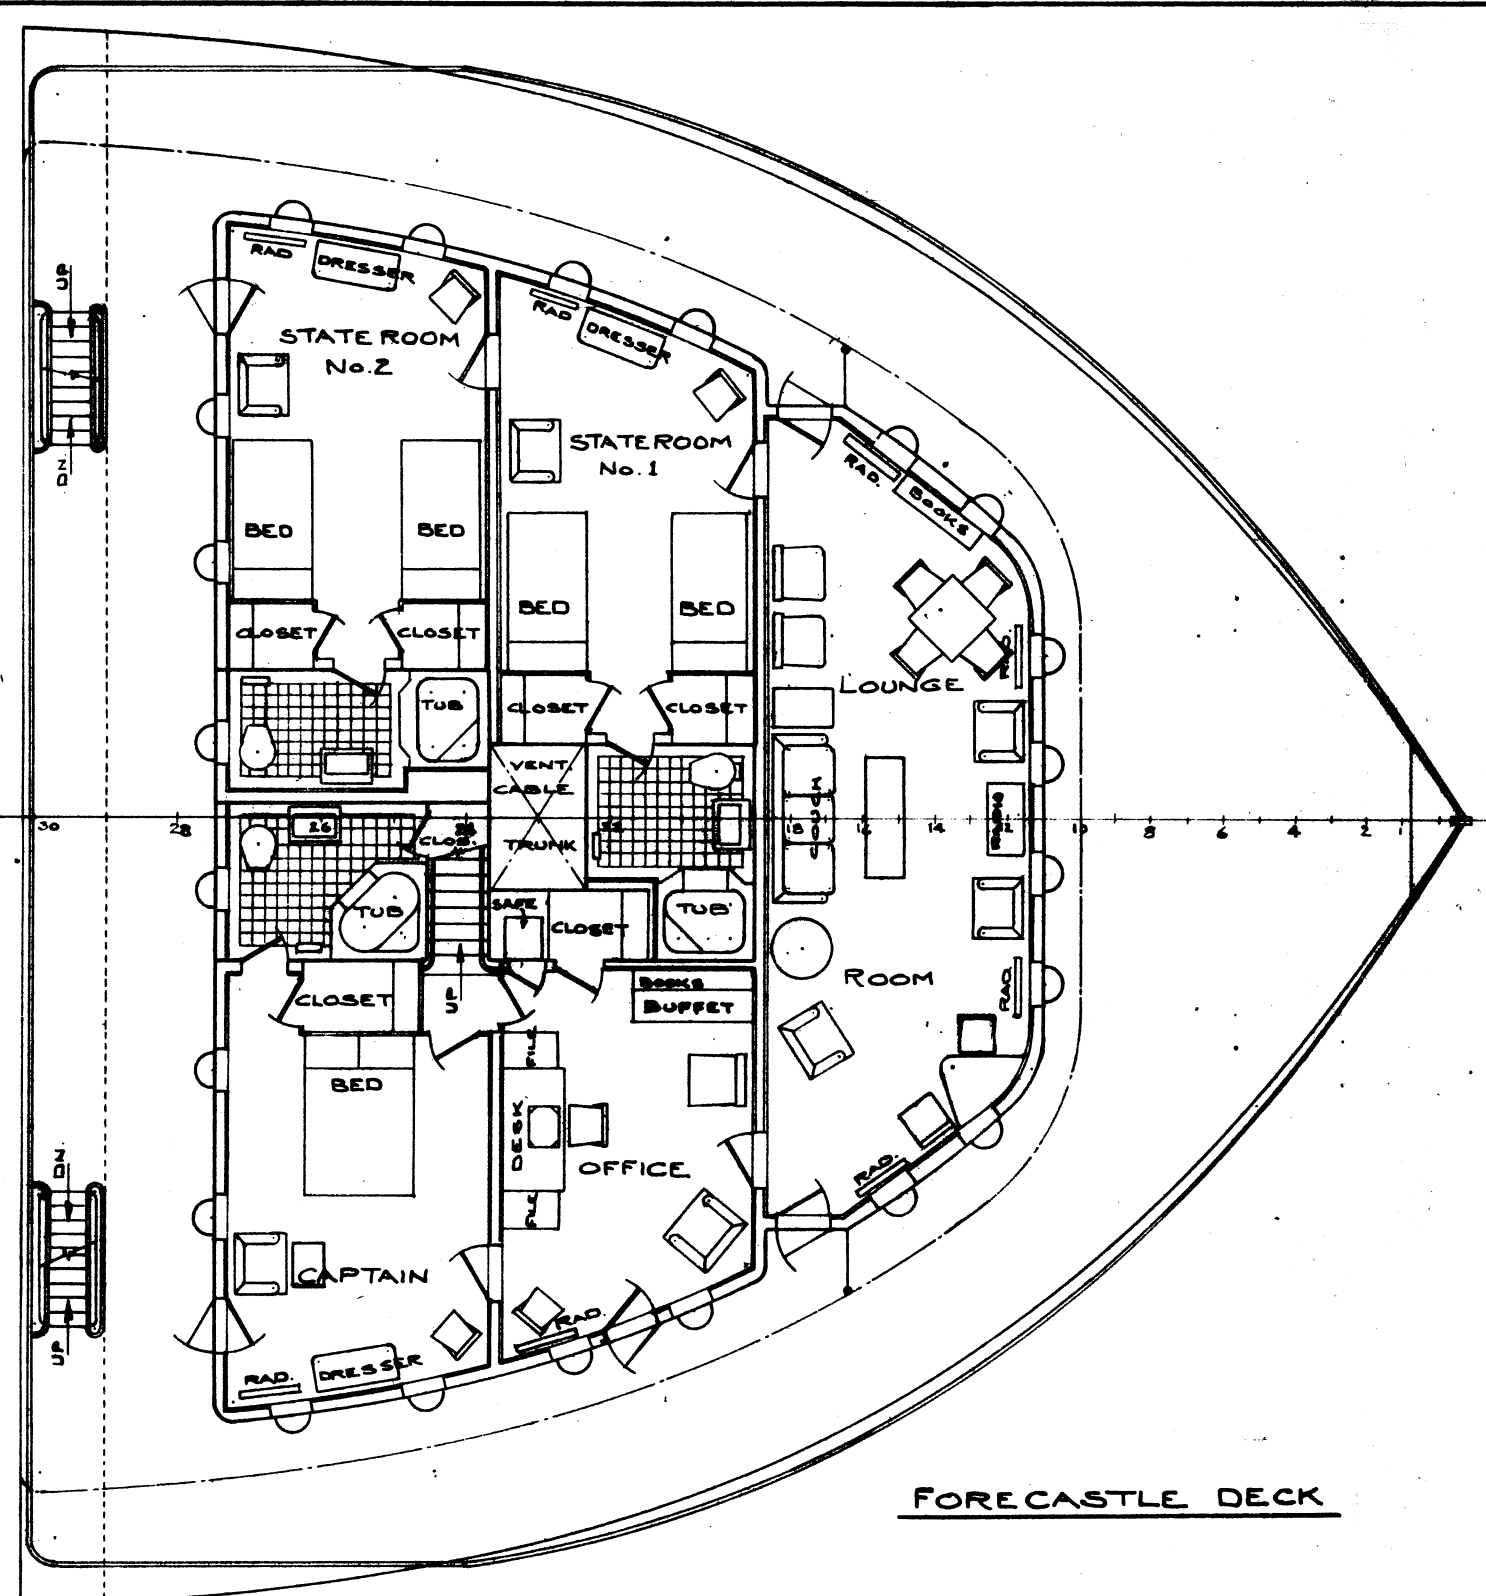 UP
DN
RAD
DRESSER
STATE ROOM
No. 2
BED
BED
CLOSET
CLOSET
TUB
RAD
DRESSER
STATEROOM
No. 1
BED
BED
CLOSET
CLOSET
VENT.
CABLE
TRUNK
RAD.
BOOKS
RAD.
LOUNGE
COUCH
RADIO
30
28
26
18
16
14
12
10
8
6
4
2
1
CLOS.
TUB
SAFE
CLOSET
TUB
ROOM
RAD.
CLOSET
UP
BOOKS
BUFFET
FILE
BED
DESK
OFFICE
FILE
RAD.
DN.
UP
CAPTAIN
RAD.
RAD.
DRESSER
FORECASTLE DECK